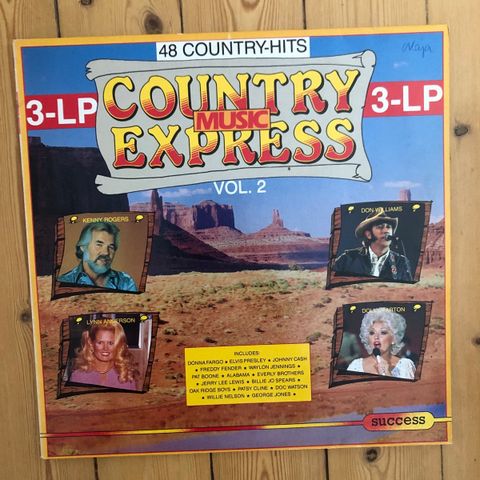 48 COUNTRY-HITS
3-LP
COUNTRY
MUSIC
EXPRESS
3-LP
VOL. 2
KENNY ROGERS
DON WILLIAMS
LYNN ANDERSON
DOLLY PARTON
INCLUDES:
DONNA FARGO ★ ELVIS PRESLEY ★ JOHNNY CASH
★ FREDDY FENDER ★ WAYLON JENNINGS ★
PAT BOONE ★ ALABAMA ★ EVERLY BROTHERS
★ JERRY LEE LEWIS ★ BILLIE JO SPEARS ★
OAK RIDGE BOYS ★ PATSY CLINE ★ DOC WATSON
★ WILLIE NELSON ★ GEORGE JONES ★
success